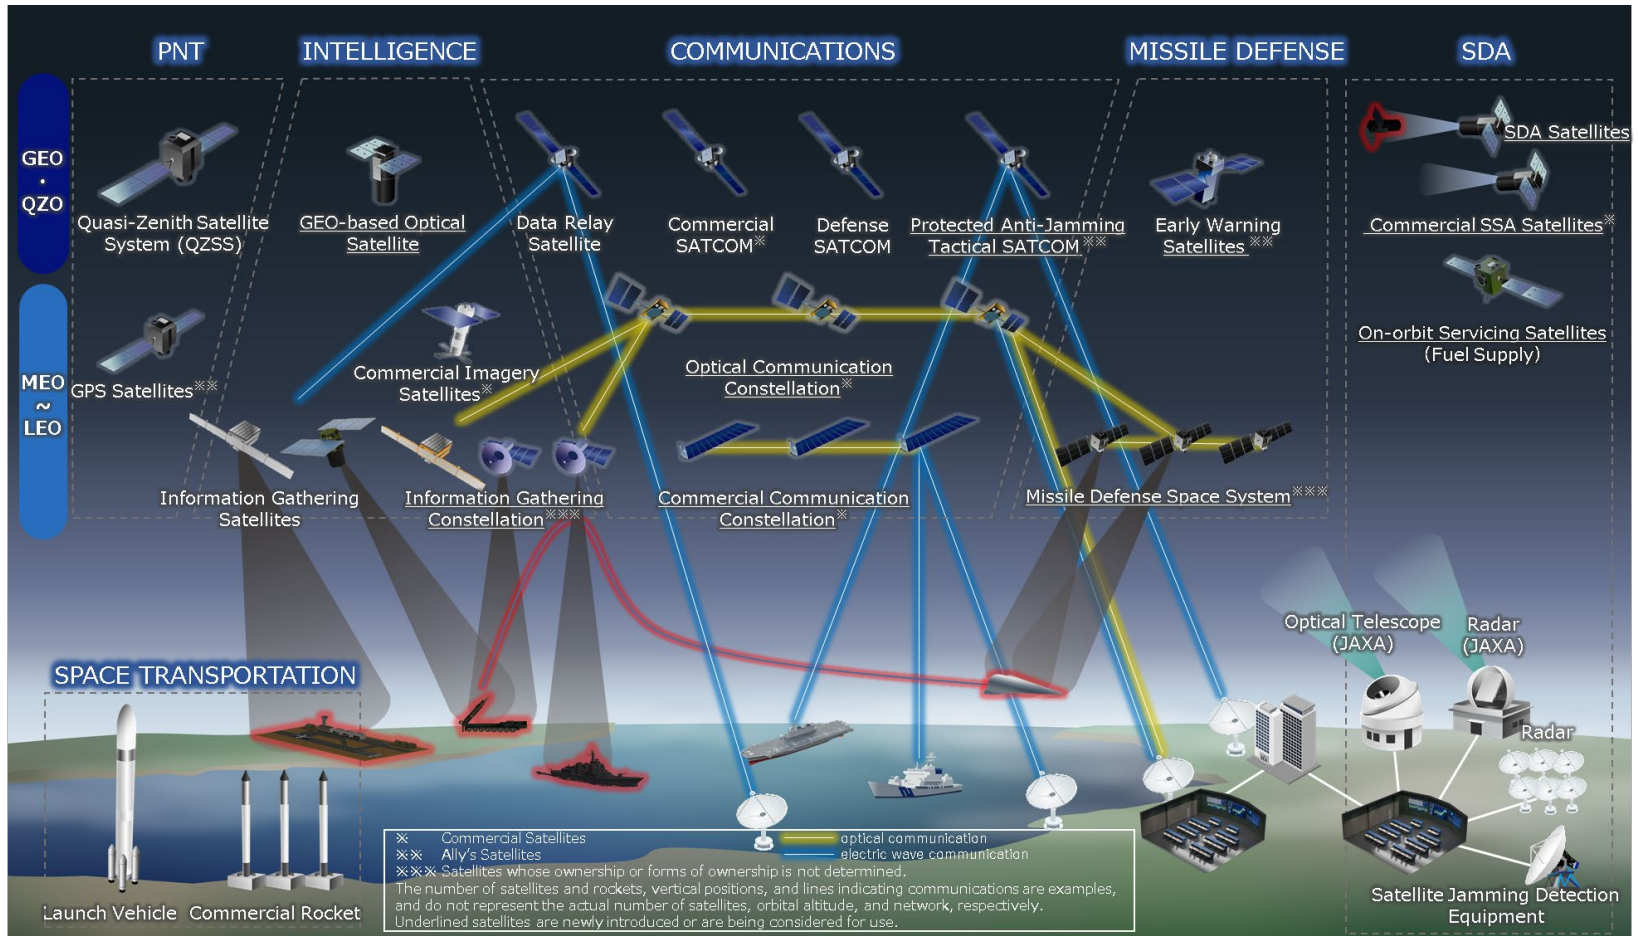 PNT
INTELLIGENCE
COMMUNICATIONS
MISSILE DEFENSE
SDA
GEO
・
QZO
Quasi-Zenith Satellite
System (QZSS)
GEO-based Optical
Satellite
Data Relay
Satellite
Commercial
SATCOM※
Defense
SATCOM
Protected Anti-Jamming
Tactical SATCOM※※
Early Warning
Satellites※※
SDA Satellites
Commercial SSA Satellites※
On-orbit Servicing Satellites
(Fuel Supply)
MEO
~
LEO
GPS Satellites※※
Commercial Imagery
Satellites※
Optical Communication
Constellation※
Information Gathering
Satellites
Information Gathering
Constellation※※※
Commercial Communication
Constellation※
Missile Defense Space System※※※
Optical Telescope
(JAXA)
Radar
(JAXA)
Radar
SPACE TRANSPORTATION
Launch Vehicle
Commercial Rocket
Satellite Jamming Detection
Equipment
※ Commercial Satellites
optical communication
※※ Ally's Satellites
electric wave communication
※※※ Satellites whose ownership or forms of ownership is not determined.
The number of satellites and rockets, vertical positions, and lines indicating communications are examples,
and do not represent the actual number of satellites, orbital altitude, and network, respectively.
Underlined satellites are newly introduced or are being considered for use.